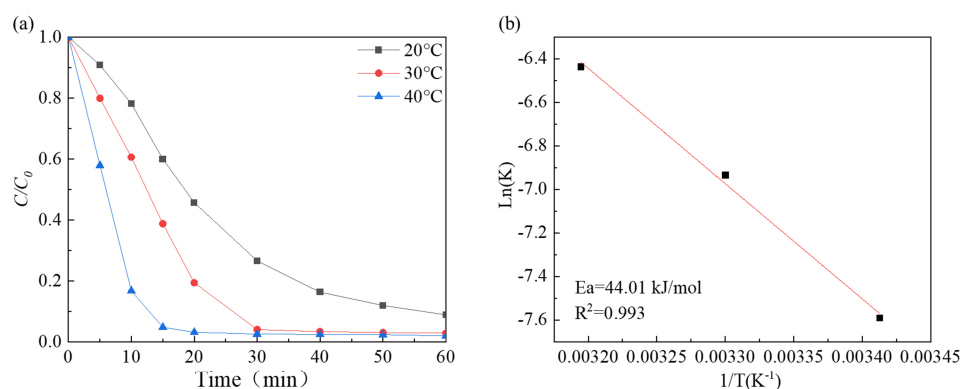 (a)
1.0
0.8
0.6
0.4
0.2
0.0
C/C₀
20°C
30°C
40°C
0 10 20 30 40 50 60
Time（min）
(b)
-6.4
-6.6
-6.8
-7.0
-7.2
-7.4
-7.6
Ln(K)
Ea=44.01 kJ/mol
R²=0.993
0.00320 0.00325 0.00330 0.00335 0.00340 0.00345
1/T(K⁻¹)